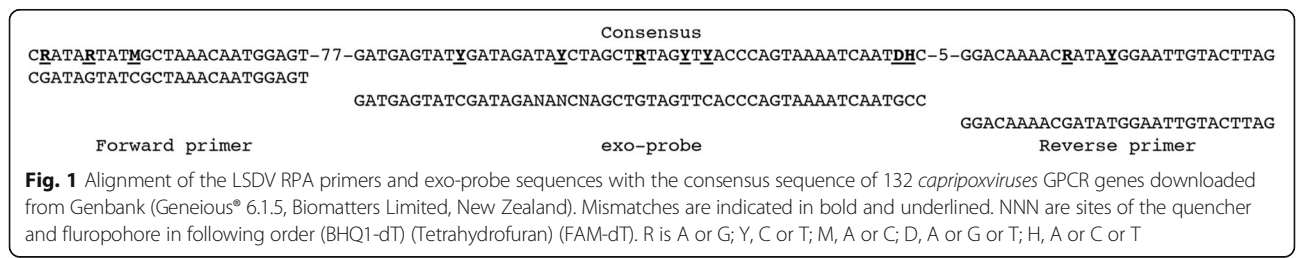 Consensus
CRATARTATMGCTAAACAATGGAGT-77-GATGAGTATYGATAGATAYCTAGCTRTAGYTYACCCAGTAAAATCAATDHC-5-GGACAAAACRATAYGGAATTGTACTTAG
CGATAGTATCGCTAAACAATGGAGT
GATGAGTATCGATAGANANCNAGCTGTAGTTCACCCAGTAAAATCAATGCC
GGACAAAACGATATGGAATTGTACTTAG
Forward primer exo-probe Reverse primer
Fig. 1 Alignment of the LSDV RPA primers and exo-probe sequences with the consensus sequence of 132 capripoxviruses GPCR genes downloaded
from Genbank (Geneious® 6.1.5, Biomatters Limited, New Zealand). Mismatches are indicated in bold and underlined. NNN are sites of the quencher
and fluropohore in following order (BHQ1-dT) (Tetrahydrofuran) (FAM-dT). R is A or G; Y, C or T; M, A or C; D, A or G or T; H, A or C or T